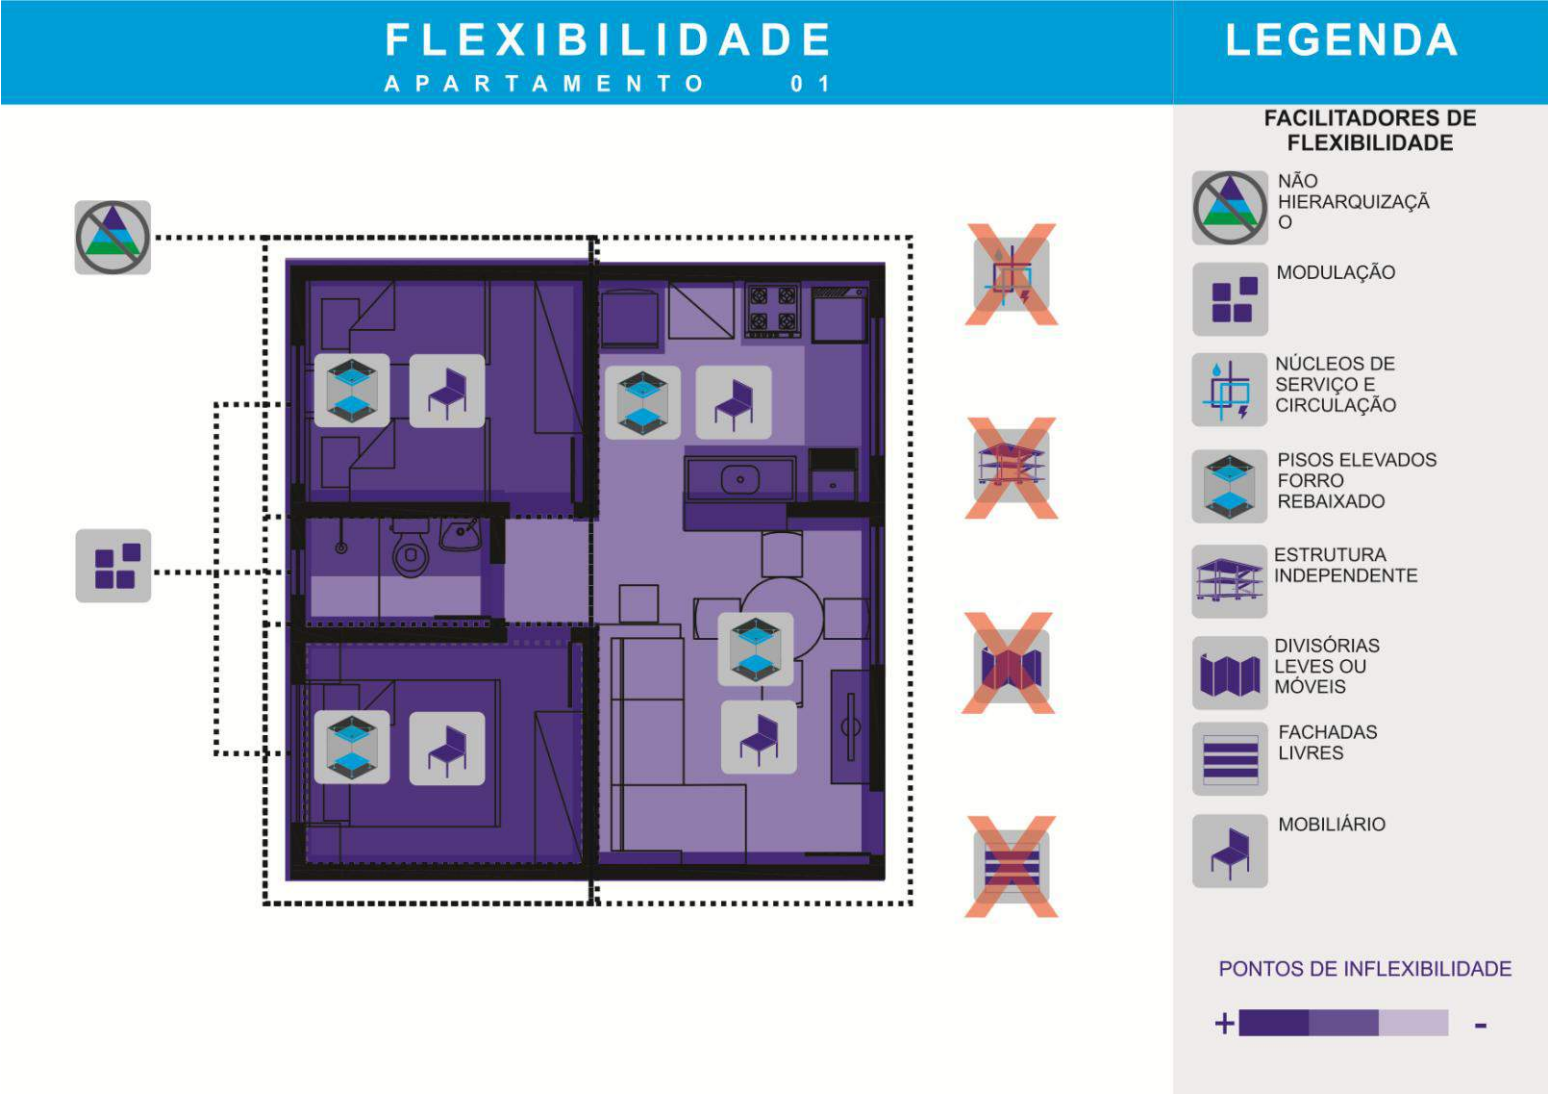 FLEXIBILIDADE
APARTAMENTO 01
LEGENDA
FACILITADORES DE
FLEXIBILIDADE
NÃO
HIERARQUIZAÇÃ
O
MODULAÇÃO
NÚCLEOS DE
SERVIÇO E
CIRCULAÇÃO
PISOS ELEVADOS
FORRO
REBAIXADO
ESTRUTURA
INDEPENDENTE
DIVISÓRIAS
LEVES OU
MÓVEIS
FACHADAS
LIVRES
MOBILIÁRIO
PONTOS DE INFLEXIBILIDADE
+ -